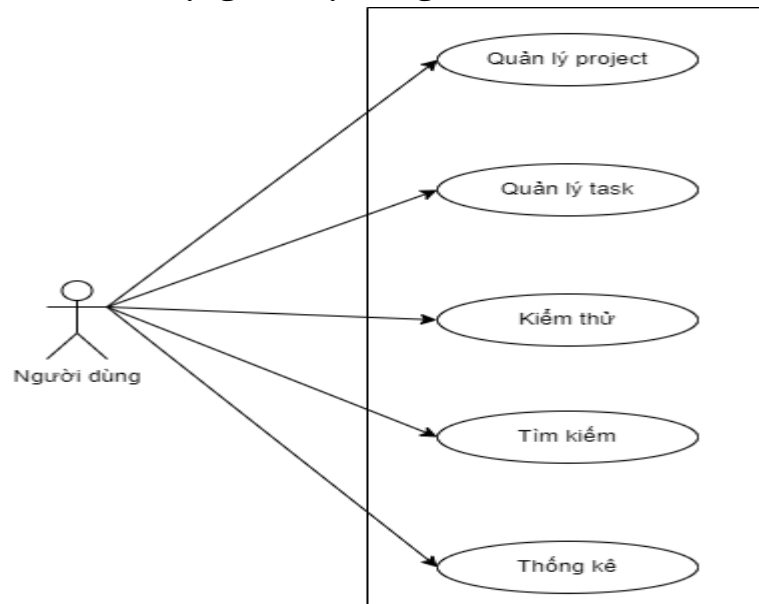 Quản lý project
Quản lý task
Kiểm thử
Người dùng
Tìm kiếm
Thống kê